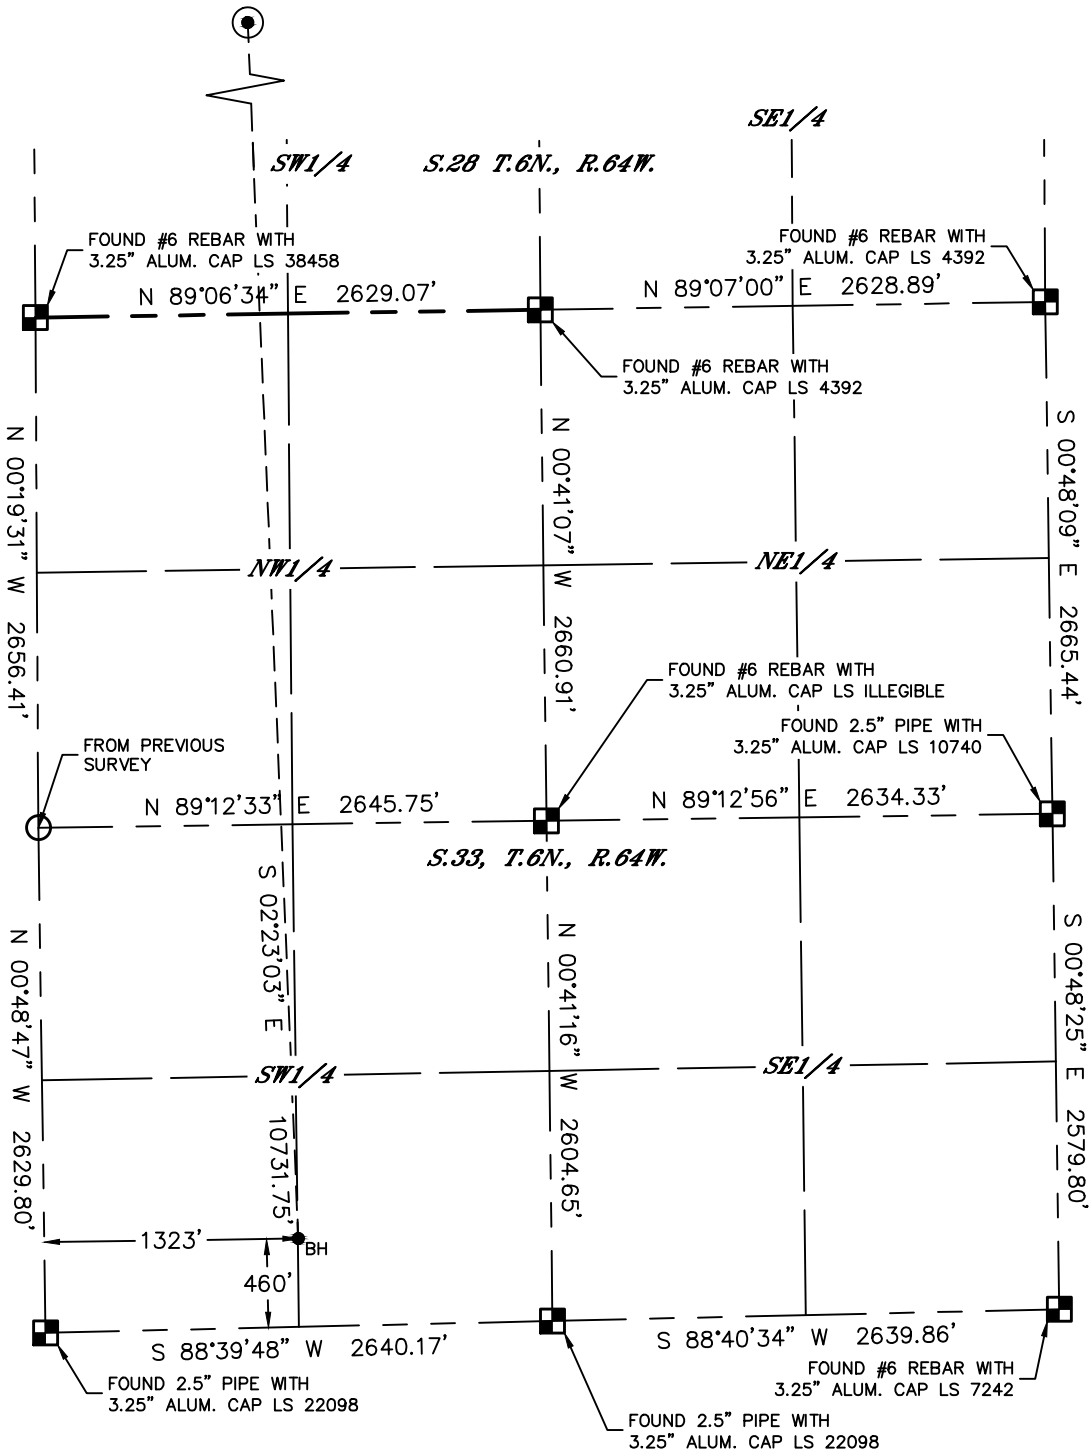 SE1/4
SW1/4
S.28 T.6N., R.64W.
FOUND #6 REBAR WITH
3.25" ALUM. CAP LS 38458
FOUND #6 REBAR WITH
3.25" ALUM. CAP LS 4392
N 89°06'34" E 2629.07'
N 89°07'00" E 2628.89'
FOUND #6 REBAR WITH
3.25" ALUM. CAP LS 4392
N 00°19'31" W 2656.41'
N 00°41'07" W 2660.91'
S 00°48'09" E 2665.44'
NW1/4
NE1/4
FOUND #6 REBAR WITH
3.25" ALUM. CAP LS ILLEGIBLE
FOUND 2.5" PIPE WITH
3.25" ALUM. CAP LS 10740
FROM PREVIOUS
SURVEY
N 89°12'33" E 2645.75'
N 89°12'56" E 2634.33'
S.33, T.6N., R.64W.
S 02°23'03" E 10731.75'
N 00°48'47" W 2629.80'
N 00°41'16" W 2604.65'
S 00°48'25" E 2579.80'
SW1/4
SE1/4
1323'
BH
460'
S 88°39'48" W 2640.17'
S 88°40'34" W 2639.86'
FOUND #6 REBAR WITH
3.25" ALUM. CAP LS 7242
FOUND 2.5" PIPE WITH
3.25" ALUM. CAP LS 22098
FOUND 2.5" PIPE WITH
3.25" ALUM. CAP LS 22098